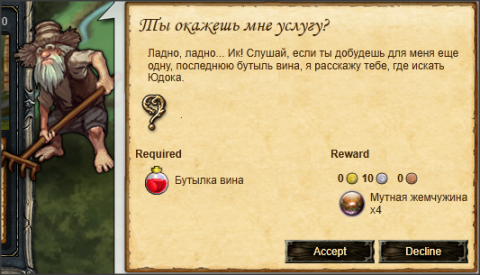 0
Ты окажешь мне услугу?
Ладно, ладно... Ик! Слушай, если ты добудешь для меня еще
одну, последнюю бутыль вина, я расскажу тебе, где искать
Юдока.
Required
Reward
Бутылка вина
0 10 0
Мутная жемчужина
x4
Accept
Decline